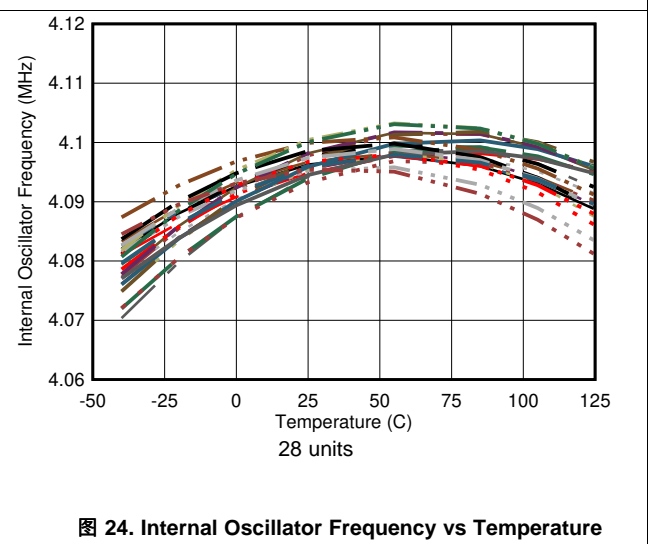 4.12
4.11
4.1
4.09
4.08
4.07
4.06
Internal Oscillator Frequency (MHz)
-50 -25 0 25 50 75 100 125
Temperature (C)
28 units
图 24. Internal Oscillator Frequency vs Temperature